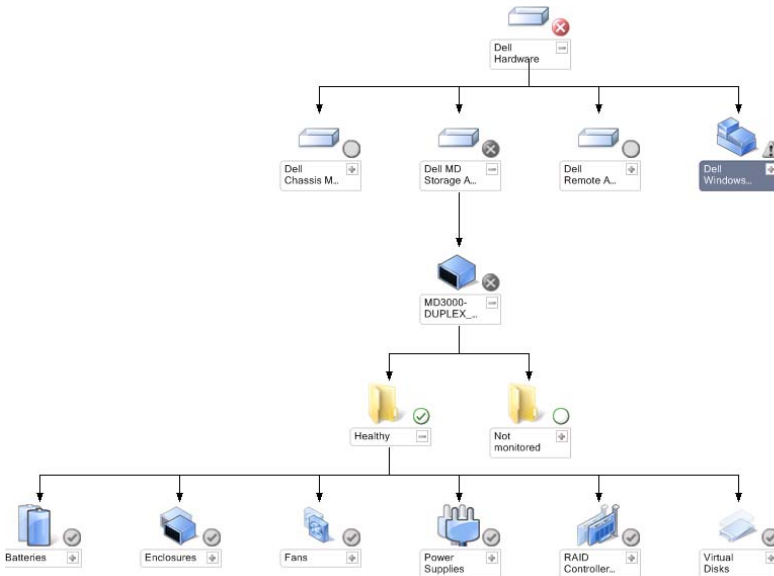 Dell
Hardware
Dell
Chassis M...
Dell MD
Storage A...
Dell
Remote A...
Dell
Windows...
MD3000-
DUPLEX_...
Healthy
Not
monitored
Batteries
Enclosures
Fans
Power
Supplies
RAID
Controller...
Virtual
Disks